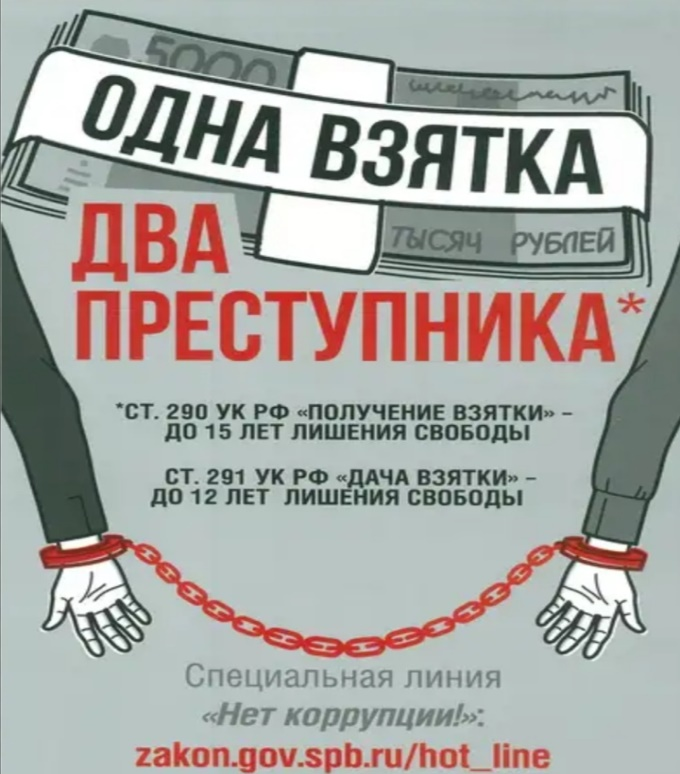 5000
ОДНА ВЗЯТКА
ТЫСЯЧ РУБЛЕЙ
ДВА
ПРЕСТУПНИКА*
*СТ. 290 УК РФ «ПОЛУЧЕНИЕ ВЗЯТКИ» –
ДО 15 ЛЕТ ЛИШЕНИЯ СВОБОДЫ
СТ. 291 УК РФ «ДАЧА ВЗЯТКИ» –
ДО 12 ЛЕТ ЛИШЕНИЯ СВОБОДЫ
Специальная линия
«Нет коррупции!»:
zakon.gov.spb.ru/hot_line